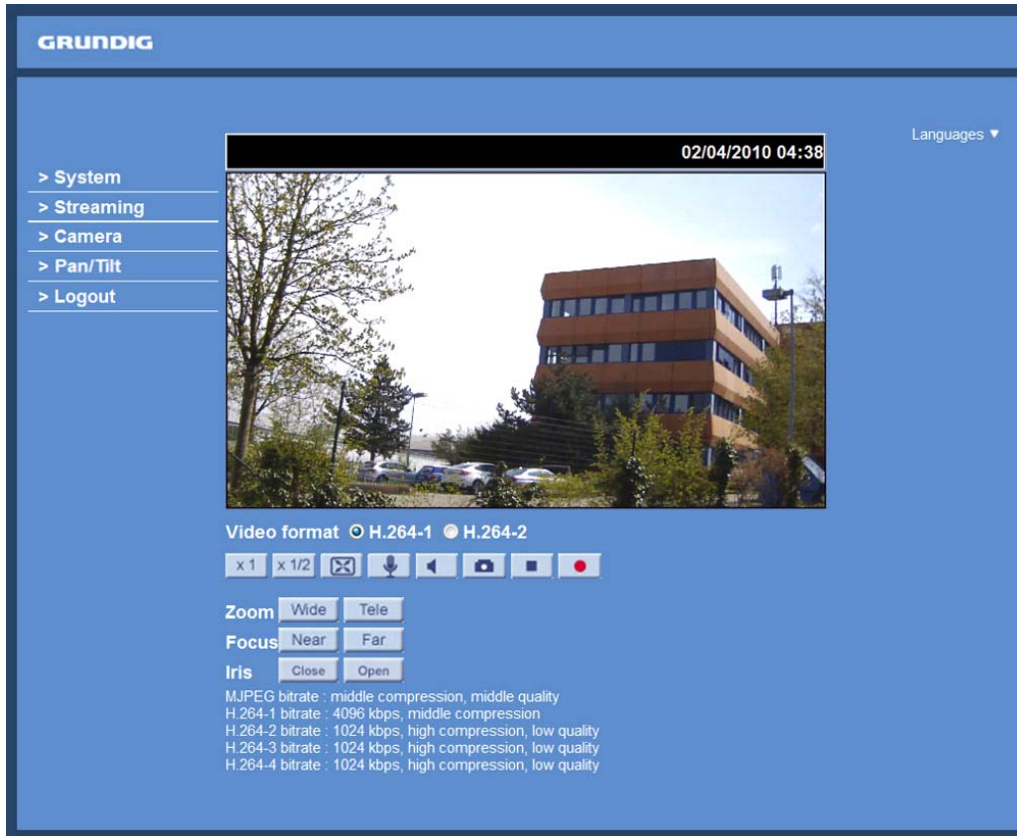 GRUNDIG
Languages ▼
02/04/2010 04:38
> System
> Streaming
> Camera
> Pan/Tilt
> Logout
Video format H.264-1 H.264-2
x 1 x 1/2
Zoom Wide Tele
Focus Near Far
Iris Close Open
MJPEG bitrate : middle compression, middle quality
H.264-1 bitrate : 4096 kbps, middle compression
H.264-2 bitrate : 1024 kbps, high compression, low quality
H.264-3 bitrate : 1024 kbps, high compression, low quality
H.264-4 bitrate : 1024 kbps, high compression, low quality